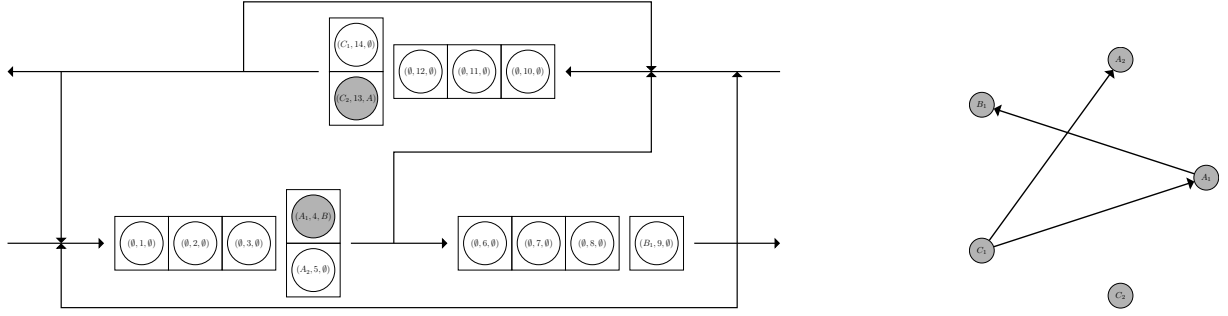 (C₁, 14, ∅)
(∅, 12, ∅) (∅, 11, ∅) (∅, 10, ∅)
(C₂, 13, A)
(A₁, 4, B)
(∅, 1, ∅) (∅, 2, ∅) (∅, 3, ∅) (∅, 6, ∅) (∅, 7, ∅) (∅, 8, ∅) (B₁, 9, ∅)
(A₂, 5, ∅)
A₂
B₁
A₁
C₁
C₂